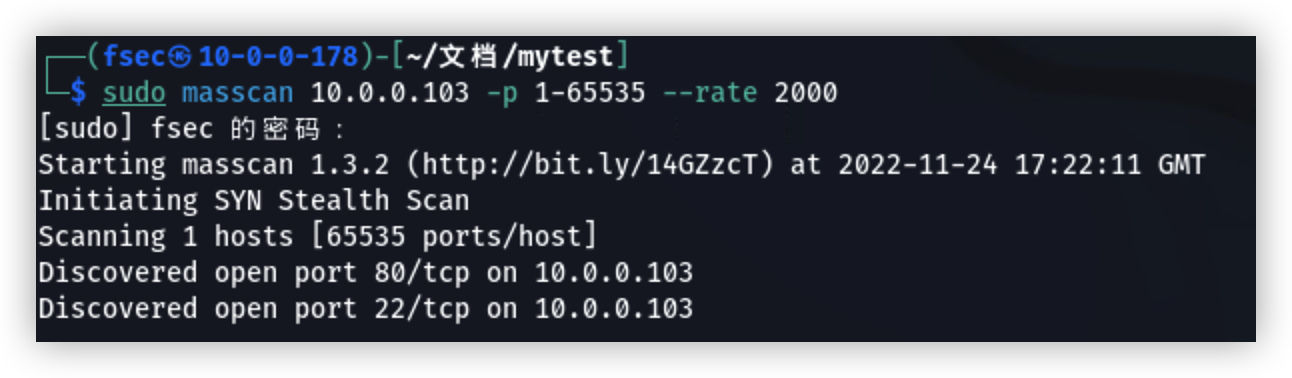 ┌──(fsec㉿10-0-0-178)-[~/文档/mytest]
└─$ sudo masscan 10.0.0.103 -p 1-65535 --rate 2000
[sudo] fsec 的密码：
Starting masscan 1.3.2 (http://bit.ly/14GZzcT) at 2022-11-24 17:22:11 GMT
Initiating SYN Stealth Scan
Scanning 1 hosts [65535 ports/host]
Discovered open port 80/tcp on 10.0.0.103
Discovered open port 22/tcp on 10.0.0.103